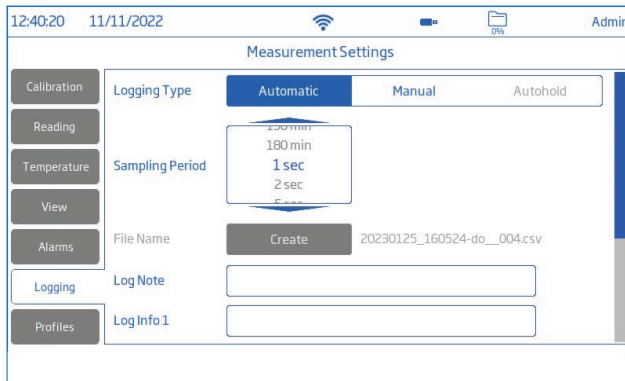 12:40:20 11/11/2022 0% Admin
Measurement Settings
Calibration
Logging Type
Automatic
Manual
Autohold
Reading
180 min
Temperature
Sampling Period
1 sec
2 sec
View
Alarms
File Name
Create
20230125_160524-do__004.csv
Logging
Log Note
Profiles
Log Info 1